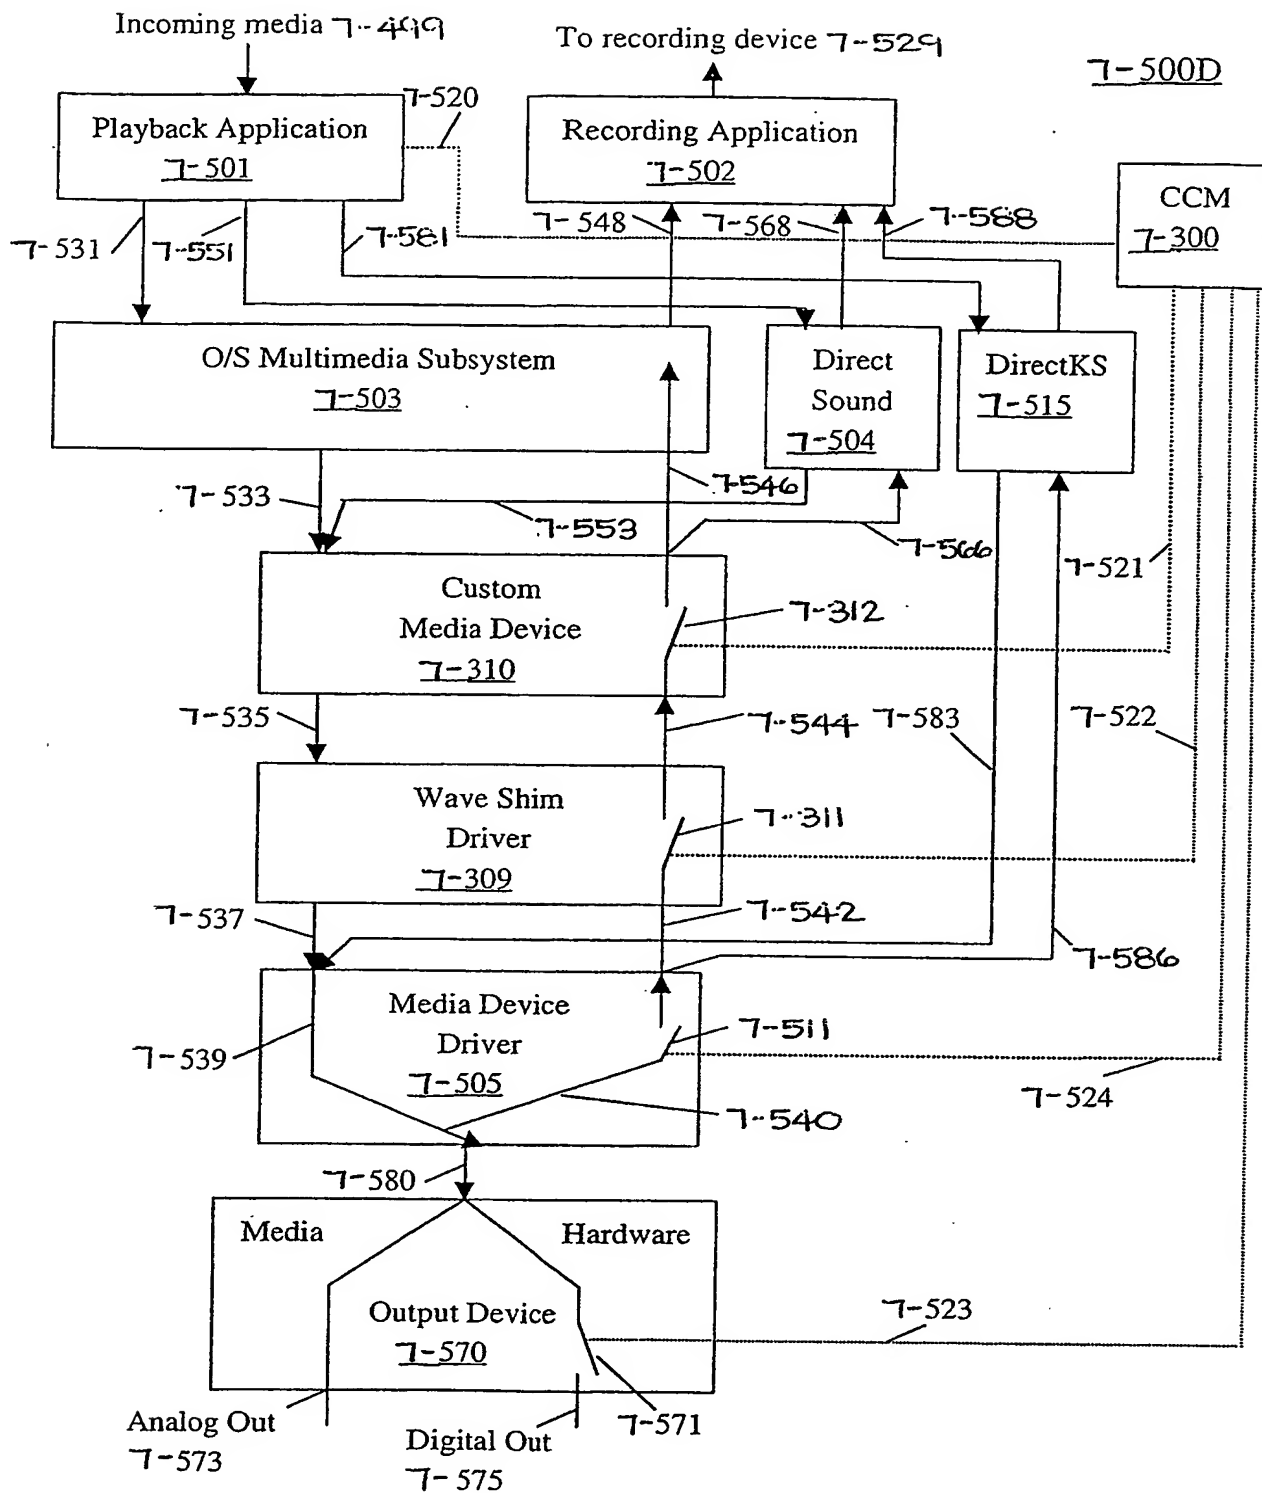 Incoming media 7-499
To recording device 7-529
7-500D
7-520
Playback Application
7-501
Recording Application
7-502
CCM
7-300
7-531
7-551
7-581
7-548
7-568
7-588
O/S Multimedia Subsystem
7-503
Direct
Sound
7-504
DirectKS
7-515
7-533
7-546
7-553
7-566
7-521
Custom
Media Device
7-310
7-312
7-535
7-544
7-583
7-522
Wave Shim
Driver
7-309
7-311
7-537
7-542
7-586
Media Device
Driver
7-505
7-511
7-539
7-540
7-524
7-580
Media
Hardware
Output Device
7-570
7-523
7-571
Analog Out
7-573
Digital Out
7-575